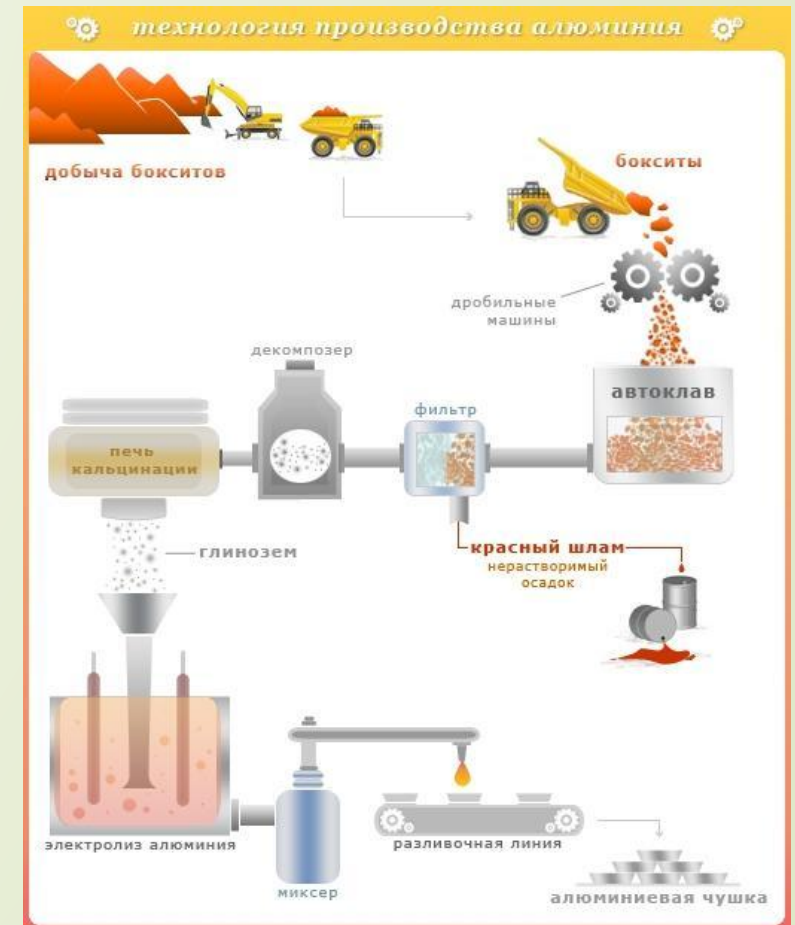 технология производства алюминия
добыча бокситов
бокситы
дробильные
машины
декомпозер
фильтр
автоклав
печь
кальцинации
глинозем
красный шлам
нерастворимый
осадок
электролиз алюминия
миксер
разливочная линия
алюминиевая чушка